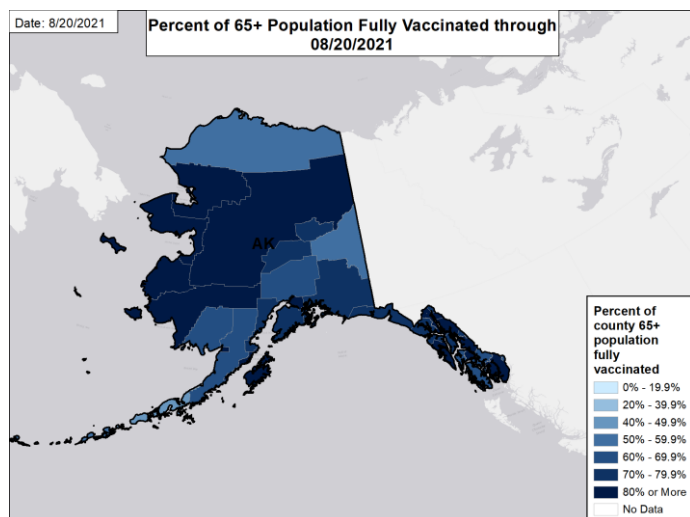 Date: 8/20/2021
Percent of 65+ Population Fully Vaccinated through
08/20/2021
AK
Percent of
county 65+
population
fully
vaccinated
0% - 19.9%
20% - 39.9%
40% - 49.9%
50% - 59.9%
60% - 69.9%
70% - 79.9%
80% or More
No Data